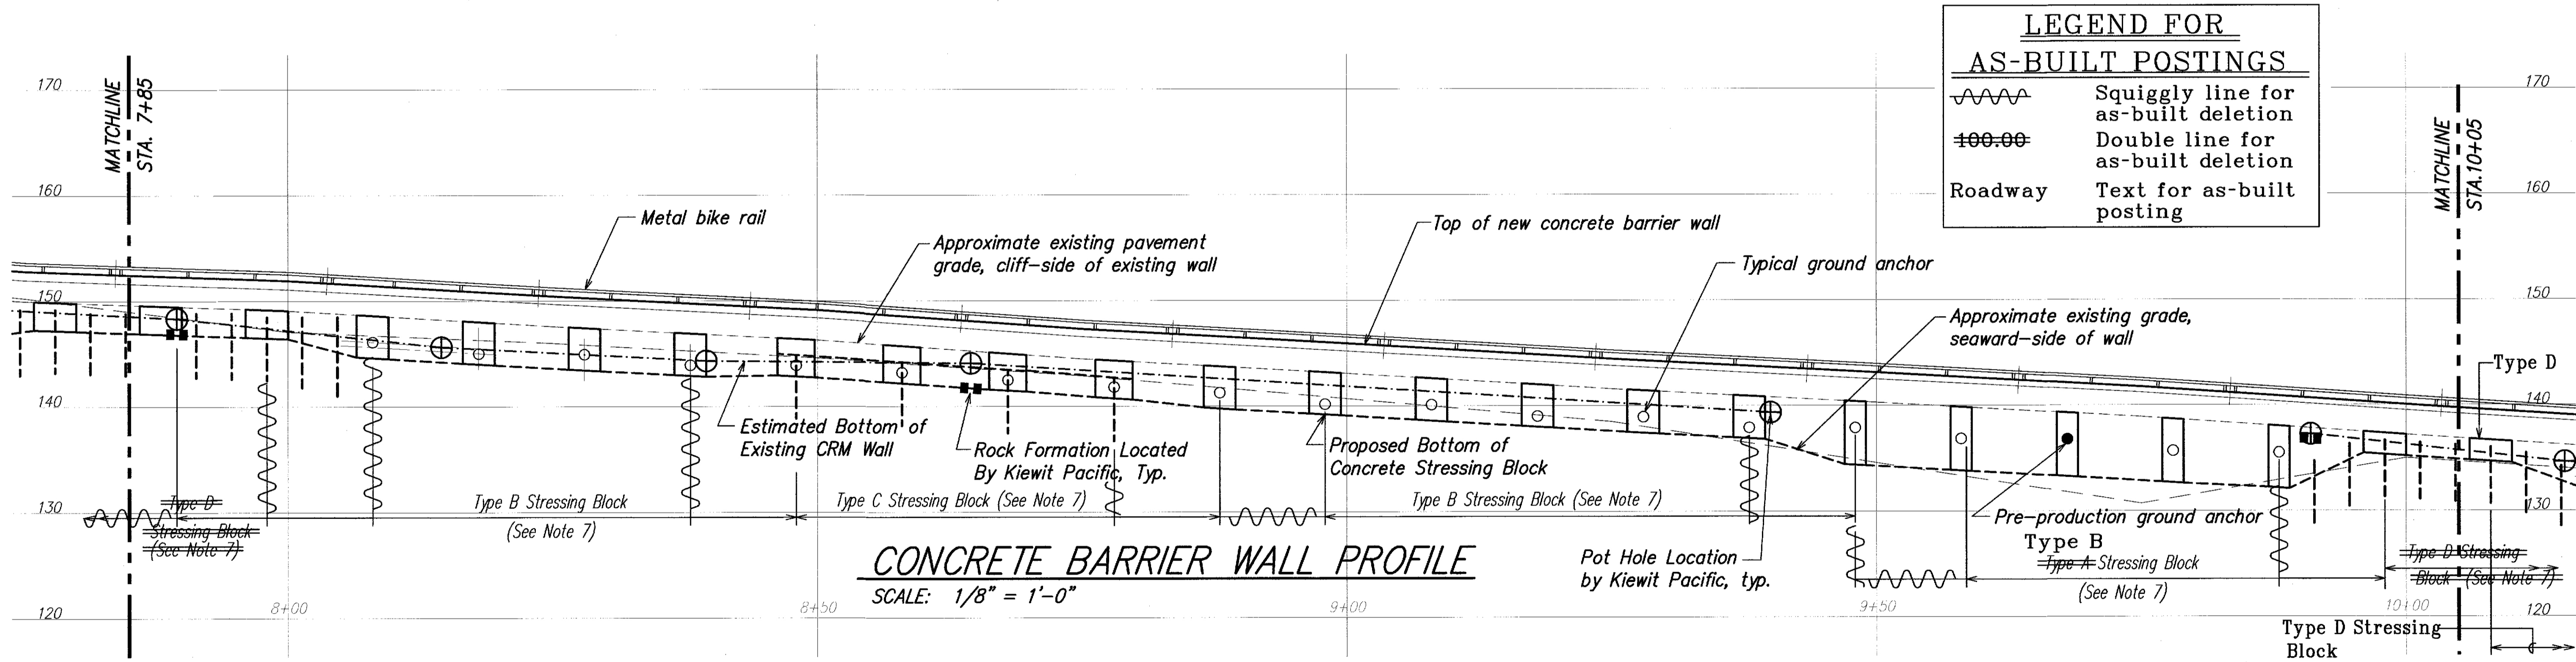 LEGEND FOR
AS-BUILT POSTINGS
Squiggly line for
as-built deletion
100.00
Double line for
as-built deletion
Roadway
Text for as-built
posting
170
160
150
140
130
120
MATCHLINE
STA. 7+85
Metal bike rail
Approximate existing pavement
grade, cliff-side of existing wall
Top of new concrete barrier wall
Typical ground anchor
Approximate existing grade,
seaward-side of wall
MATCHLINE
STA.10+05
170
160
150
140
130
120
Type D
Estimated Bottom of
Existing CRM Wall
Rock Formation Located
By Kiewit Pacific, Typ.
Proposed Bottom of
Concrete Stressing Block
Type D
Stressing Block
(See Note 7)
Type B Stressing Block
(See Note 7)
Type C Stressing Block (See Note 7)
Type B Stressing Block (See Note 7)
Pot Hole Location
by Kiewit Pacific, typ.
Pre-production ground anchor
Type B
Type A Stressing Block
(See Note 7)
Type D Stressing
Block (See Note 7)
CONCRETE BARRIER WALL PROFILE
SCALE: 1/8" = 1'-0"
8+00
8+50
9+00
9+50
10+00
Type D Stressing
Block